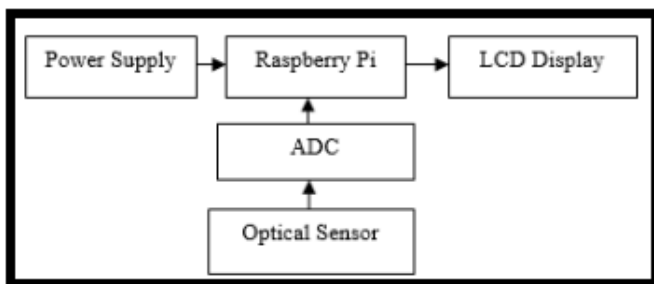 Power Supply
Raspberry Pi
LCD Display
ADC
Optical Sensor